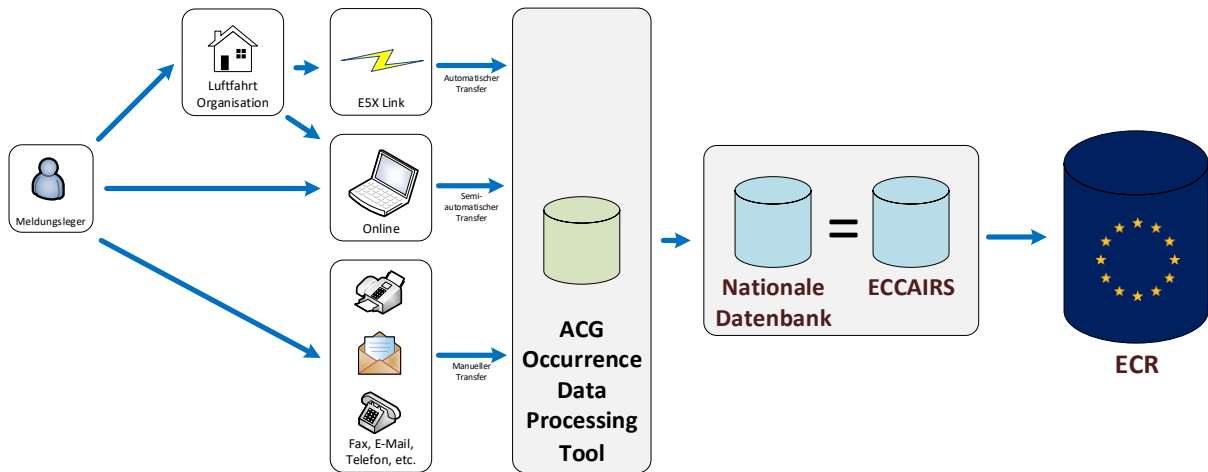 Meldungsleger
Luftfahrt
Organisation
E5X Link
Automatischer
Transfer
Online
Semi-
automatischer
Transfer
Fax, E-Mail,
Telefon, etc.
Manueller
Transfer
ACG
Occurrence
Data
Processing
Tool
Nationale
Datenbank
=
ECCAIRS
ECR